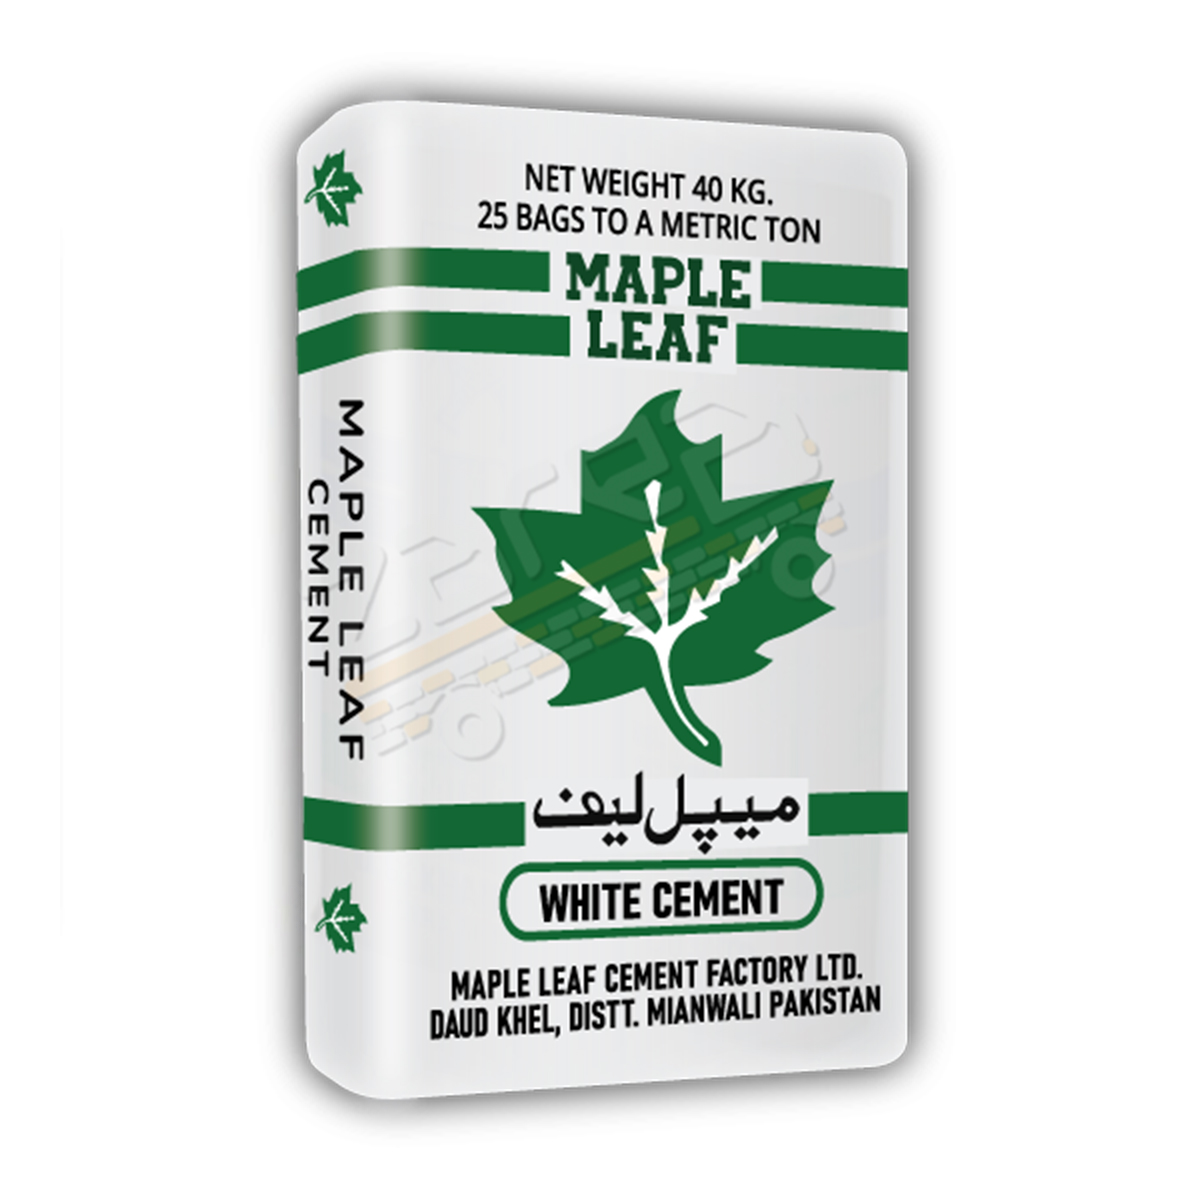 NET WEIGHT 40 KG.
25 BAGS TO A METRIC TON
MAPLE
LEAF
MAPLE LEAF
CEMENT
میپل لیف
WHITE CEMENT
MAPLE LEAF CEMENT FACTORY LTD.
DAUD KHEL, DISTT. MIANWALI PAKISTAN